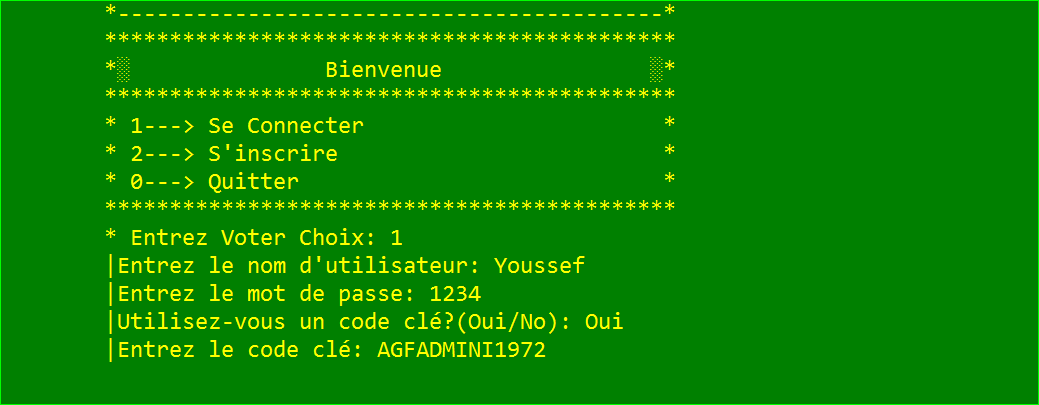 *------------------------------------------*
********************************************
*░               Bienvenue                ░*
********************************************
* 1---> Se Connecter                       *
* 2---> S'inscrire                         *
* 0---> Quitter                            *
********************************************
* Entrez Voter Choix: 1
|Entrez le nom d'utilisateur: Youssef
|Entrez le mot de passe: 1234
|Utilisez-vous un code clé?(Oui/No): Oui
|Entrez le code clé: AGFADMINI1972